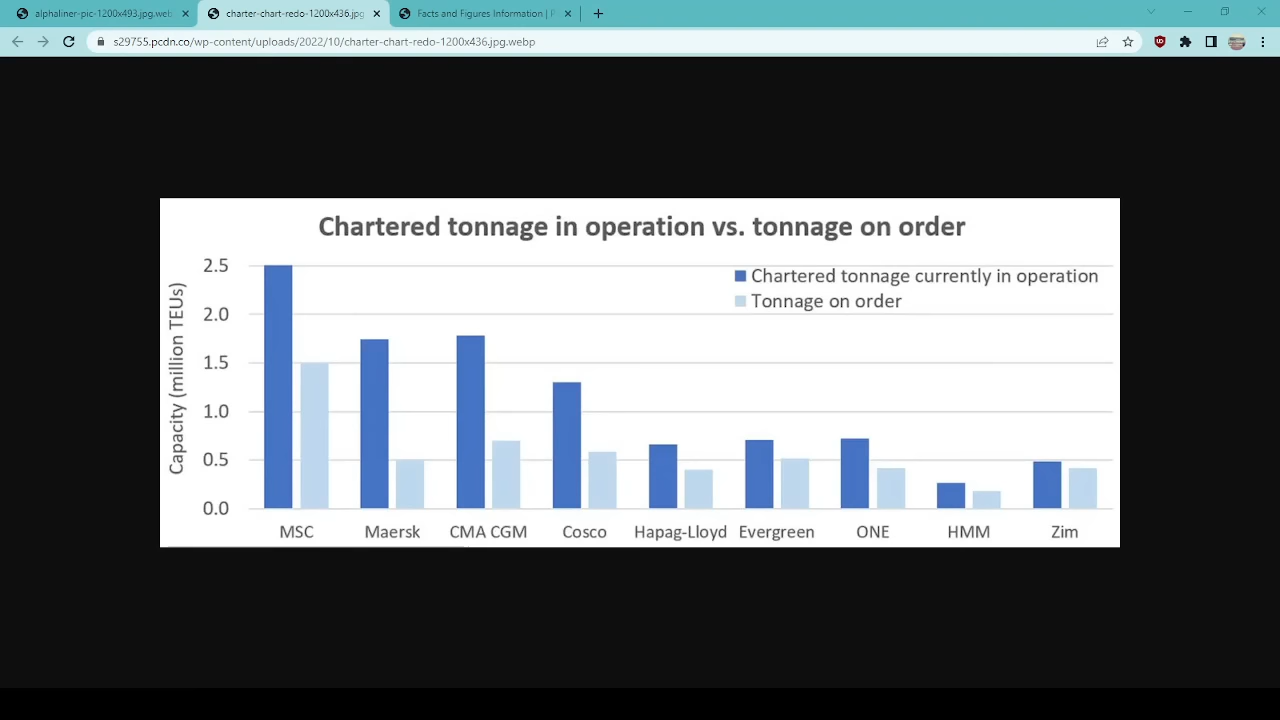 alphaliner-pic-1200x493.jpg.web
charter-chart-redo-1200x436.jpg
Facts and Figures Information | P
s29755.pcdn.co/wp-content/uploads/2022/10/charter-chart-redo-1200x436.jpg.webp
Chartered tonnage in operation vs. tonnage on order
Chartered tonnage currently in operation
Tonnage on order
Capacity (million TEUs)
2.5
2.0
1.5
1.0
0.5
0.0
MSC Maersk CMA CGM Cosco Hapag-Lloyd Evergreen ONE HMM Zim